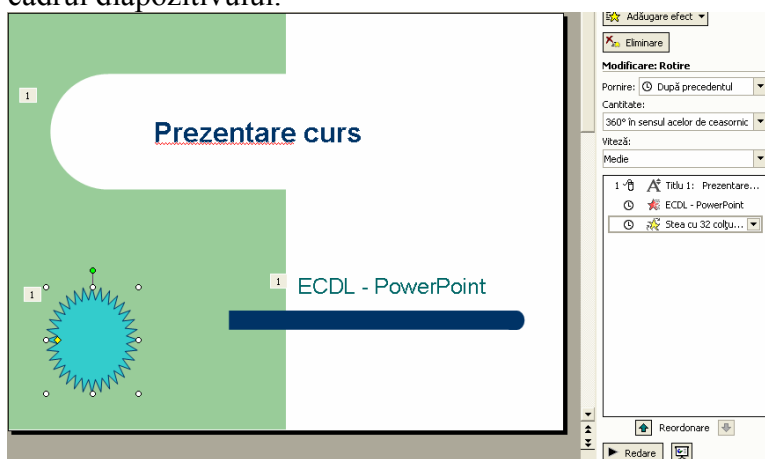 cadrul diapozitivului.
1
Prezentare curs
1
ECDL - PowerPoint
1
Adăugare efect
Eliminare
Modificare: Rotire
Pornire: După precedentul
Cantitate:
360° în sensul acelor de ceasornic
Viteză:
Medie
1 Titlu 1: Prezentare...
ECDL - PowerPoint
Stea cu 32 colțu...
Reordonare
Redare